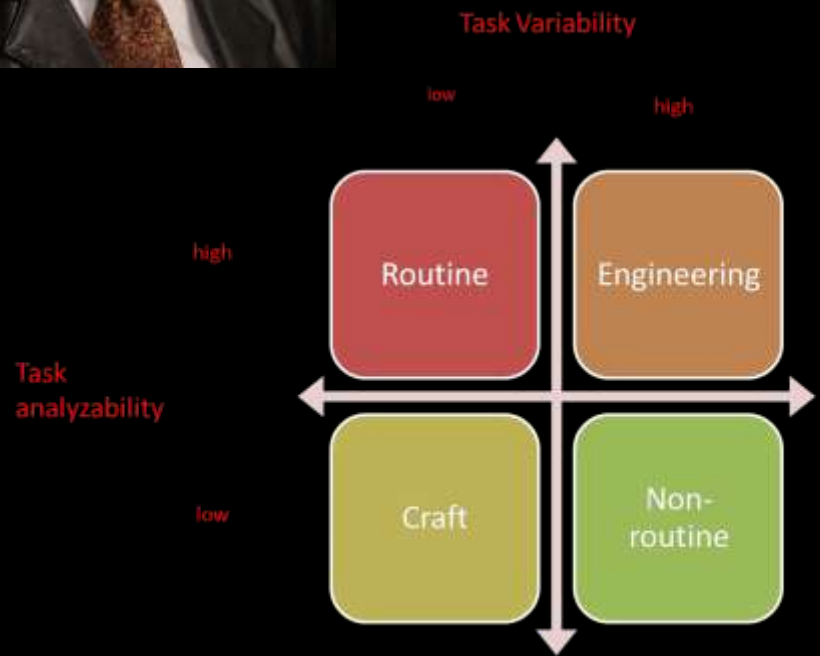 Task Variability
low
high
high
Routine
Engineering
Task
analyzability
low
Craft
Non-
routine